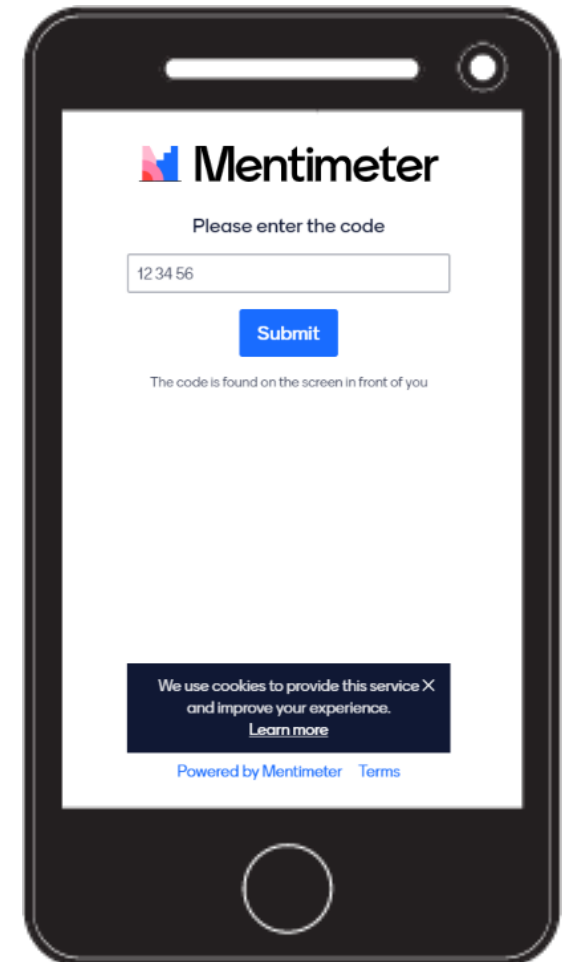 Mentimeter
Please enter the code
12 34 56
Submit
The code is found on the screen in front of you
We use cookies to provide this service X
and improve your experience.
Learn more
Powered by Mentimeter Terms